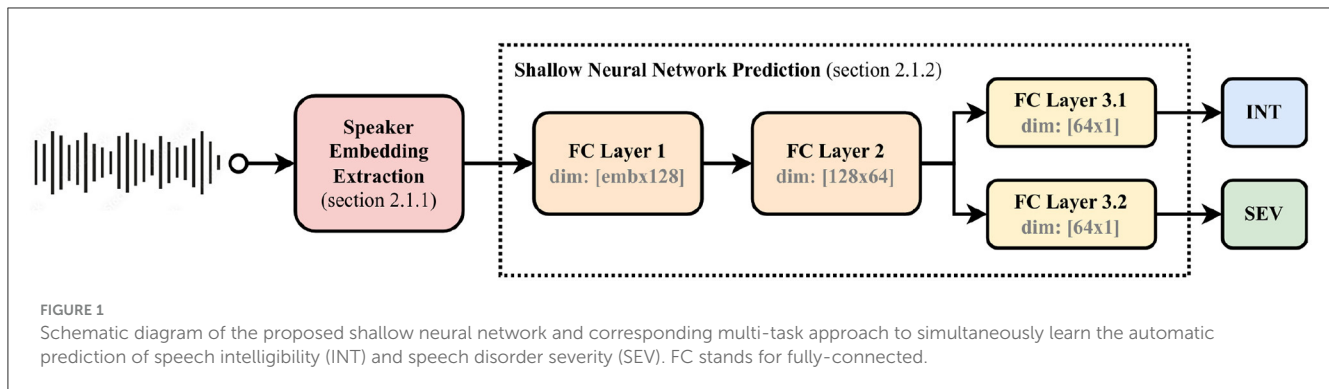 Shallow Neural Network Prediction (section 2.1.2)
Speaker
Embedding
Extraction
(section 2.1.1)
FC Layer 1
dim: [embx128]
FC Layer 2
dim: [128x64]
FC Layer 3.1
dim: [64x1]
INT
FC Layer 3.2
dim: [64x1]
SEV
FIGURE 1
Schematic diagram of the proposed shallow neural network and corresponding multi-task approach to simultaneously learn the automatic
prediction of speech intelligibility (INT) and speech disorder severity (SEV). FC stands for fully-connected.